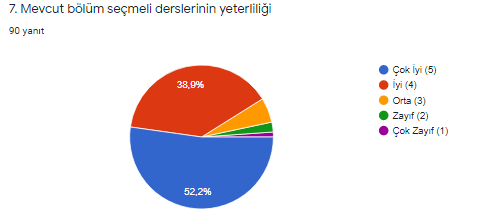 7. Mevcut bölüm seçmeli derslerinin yeterliliği
90 yanıt
Çok İyi (5)
İyi (4)
Orta (3)
Zayıf (2)
Çok Zayıf (1)
38,9%
52,2%